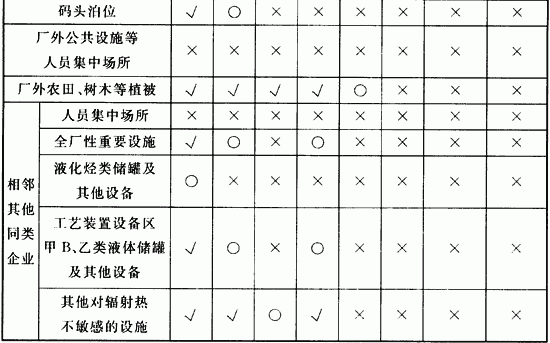 码头泊位 √ ○ × × × × × ×
厂外公共设施等
人员集中场所 × × × × × × × ×
厂外农田、树木等植被 √ √ √ √ ○ × × ×
相邻
其他
同类
企业
人员集中场所 × × × × × × × ×
全厂性重要设施 √ ○ × ○ × × × ×
液化烃类储罐及
其他设备 ○ × × × × × × ×
工艺装置设备区
甲B、乙类液体储罐 √ ○ × ○ × × × ×
及其他设备
其他对辐射热
不敏感的设施 √ √ ○ √ × × × ×